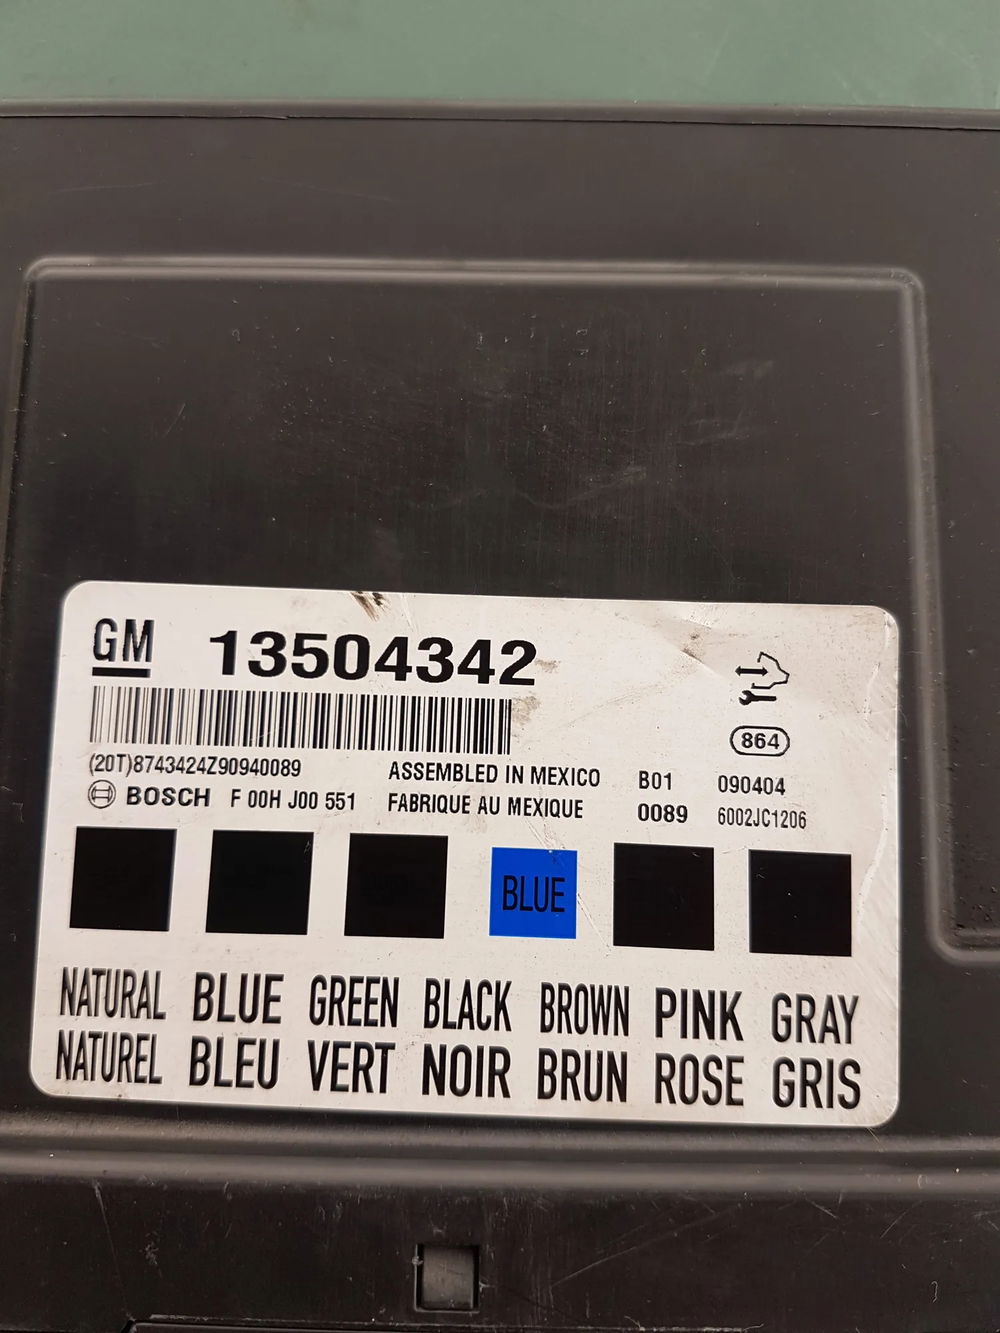 GM 13504342
864
(20T)8743424Z90940089 ASSEMBLED IN MEXICO B01 090404
BOSCH F 00H J00 551 FABRIQUE AU MEXIQUE 0089 6002JC1206
BLUE
NATURAL BLUE GREEN BLACK BROWN PINK GRAY
NATUREL BLEU VERT NOIR BRUN ROSE GRIS